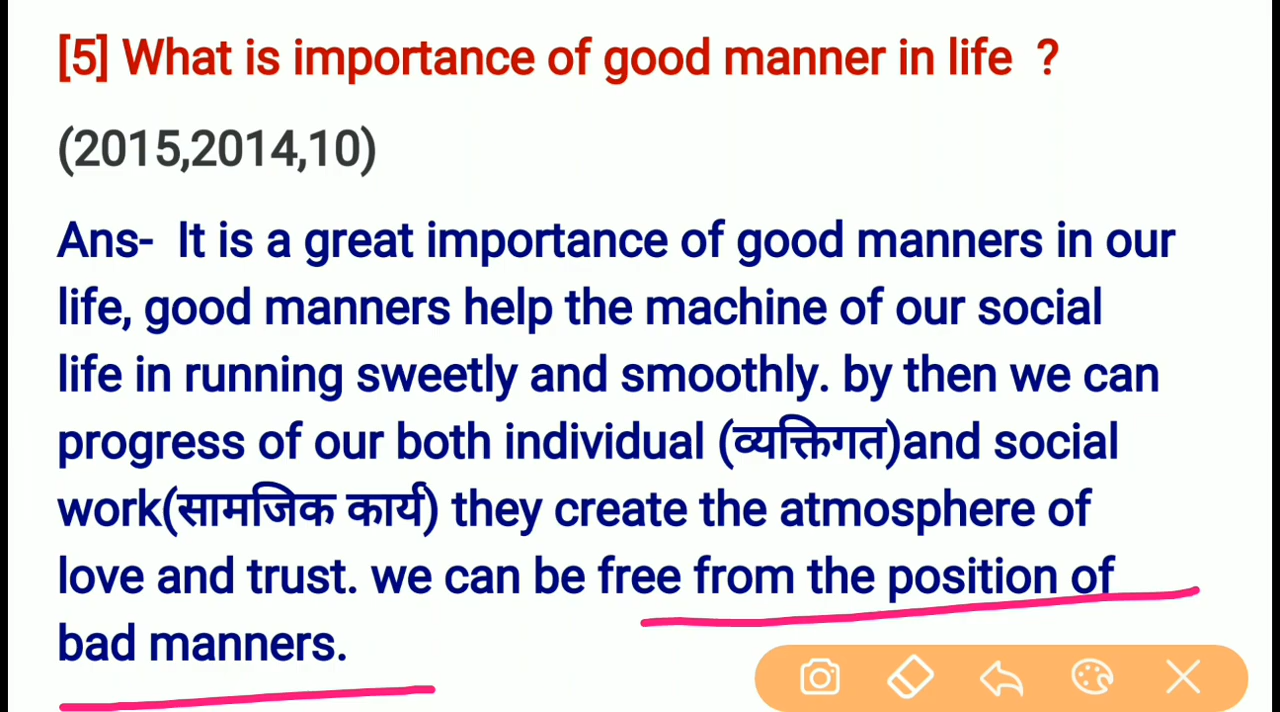 [5] What is importance of good manner in life ?
(2015,2014,10)
Ans- It is a great importance of good manners in our
life, good manners help the machine of our social
life in running sweetly and smoothly. by then we can
progress of our both individual (व्यक्तिगत)and social
work(सामजिक कार्य) they create the atmosphere of
love and trust. we can be free from the position of
bad manners.